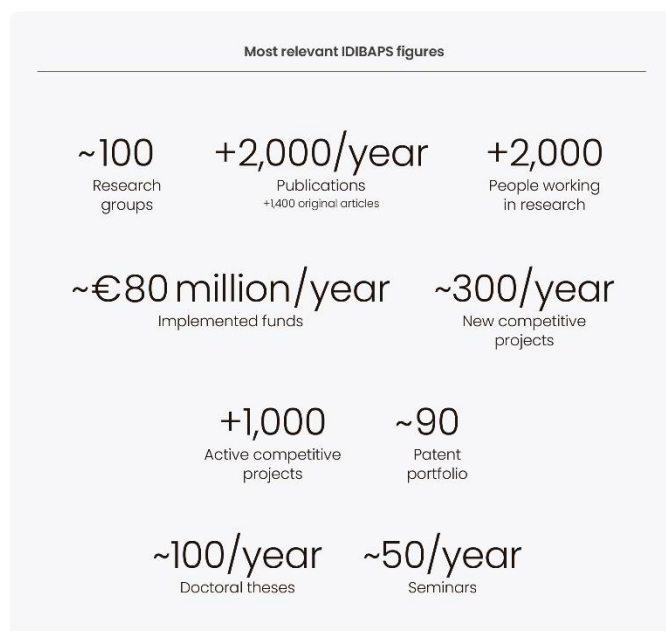 Most relevant IDIBAPS figures
~100 +2,000/year +2,000
Research Publications People working
groups +1,400 original articles in research
~€80 million/year ~300/year
Implemented funds New competitive
projects
+1,000 ~90
Active competitive Patent
projects portfolio
~100/year ~50/year
Doctoral theses Seminars